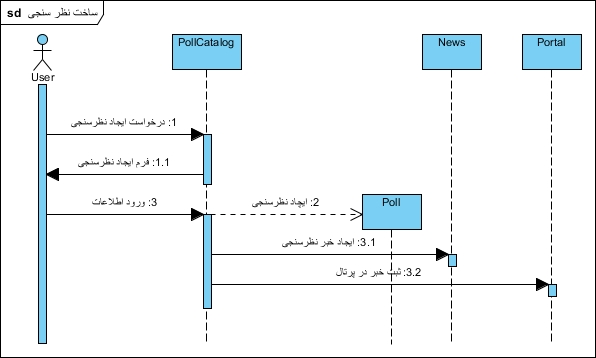 sd ساخت نظر سنجی
User
PollCatalog
News
Portal
1: درخواست ایجاد نظرسنجی
1.1: فرم ایجاد نظرسنجی
3: ورود اطلاعات
2: ایجاد نظرسنجی
Poll
3.1: ایجاد خبر نظرسنجی
3.2: ثبت خبر در پرتال